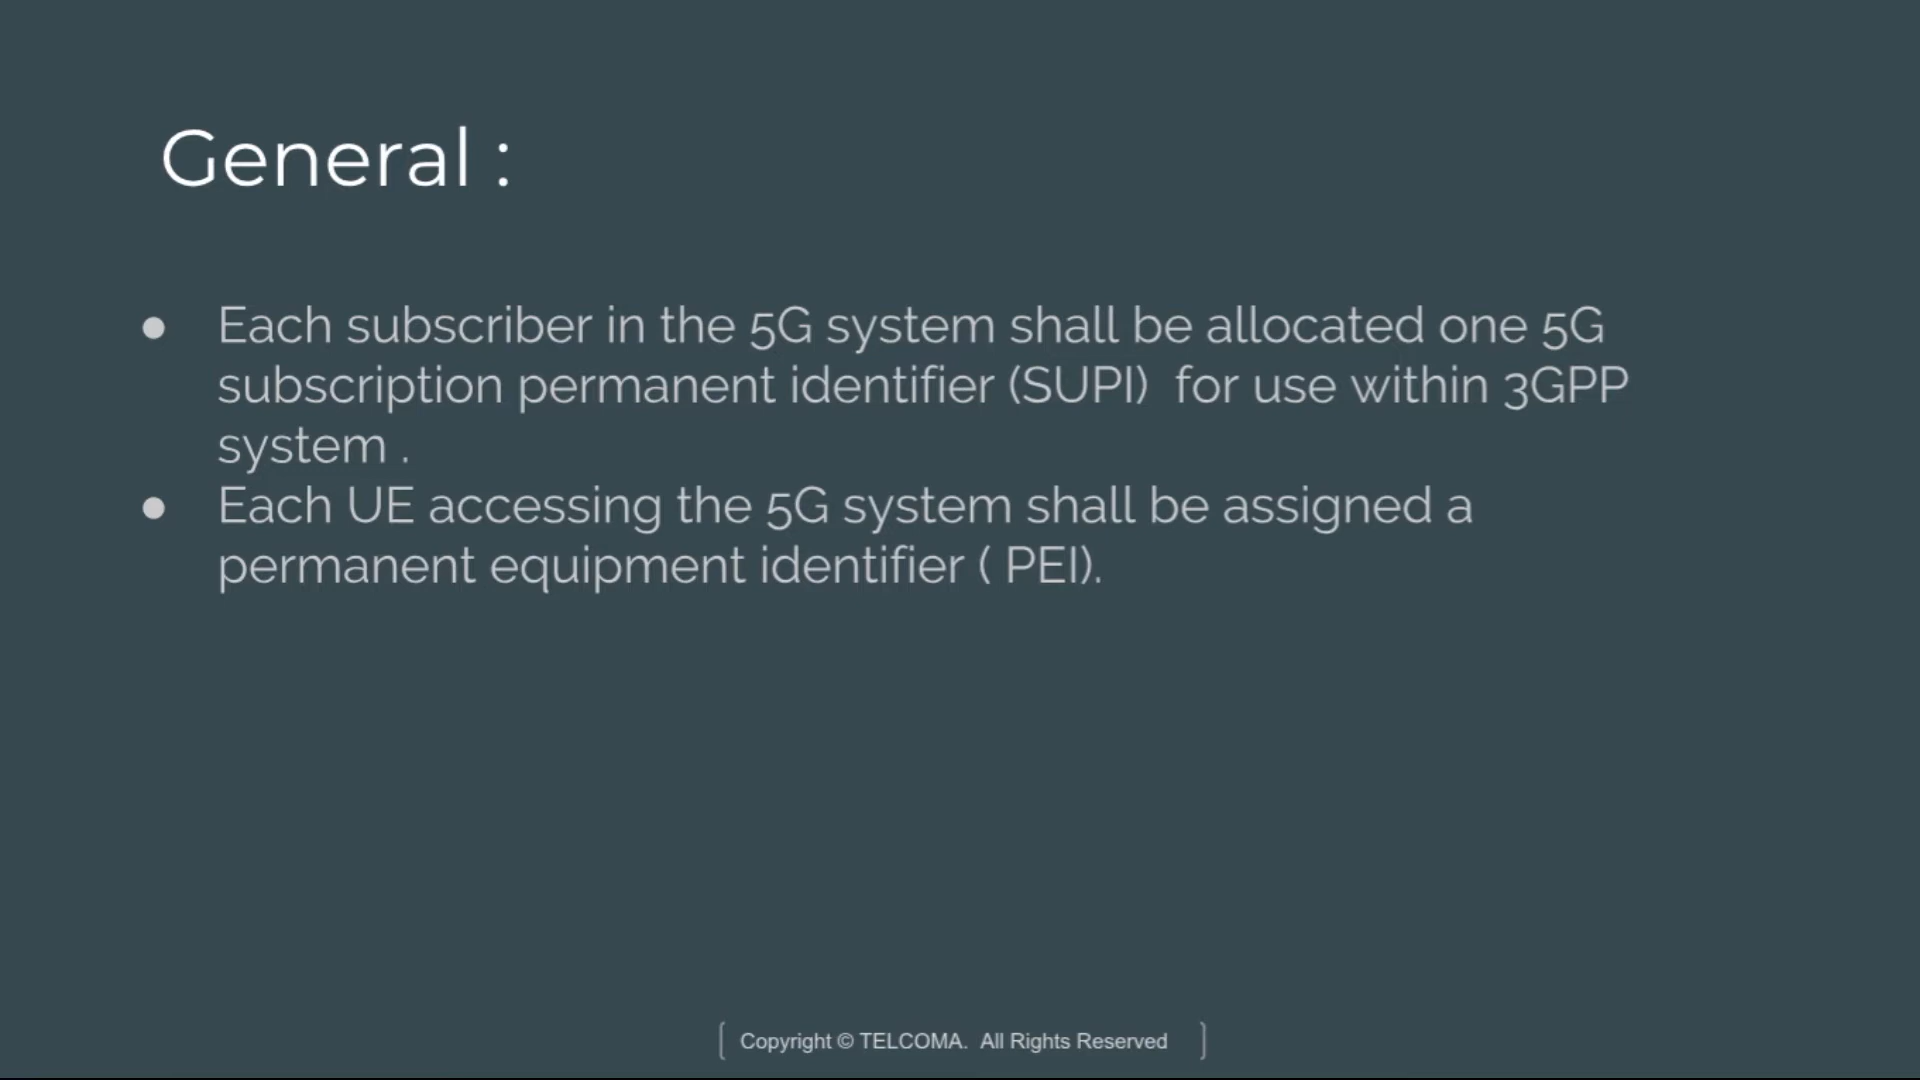 General :
● Each subscriber in the 5G system shall be allocated one 5G
subscription permanent identifier (SUPI)  for use within 3GPP
system .
● Each UE accessing the 5G system shall be assigned a
permanent equipment identifier ( PEI).
[ Copyright © TELCOMA.  All Rights Reserved ]